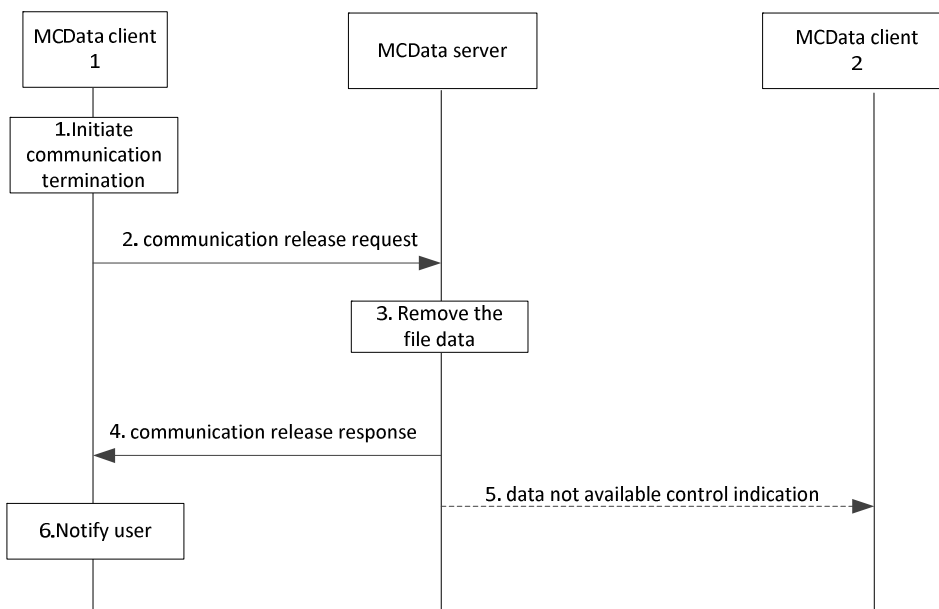 MCData client
1
MCData server
MCData client
2
1.Initiate
communication
termination
2. communication release request
3. Remove the
file data
4. communication release response
5. data not available control indication
6.Notify user